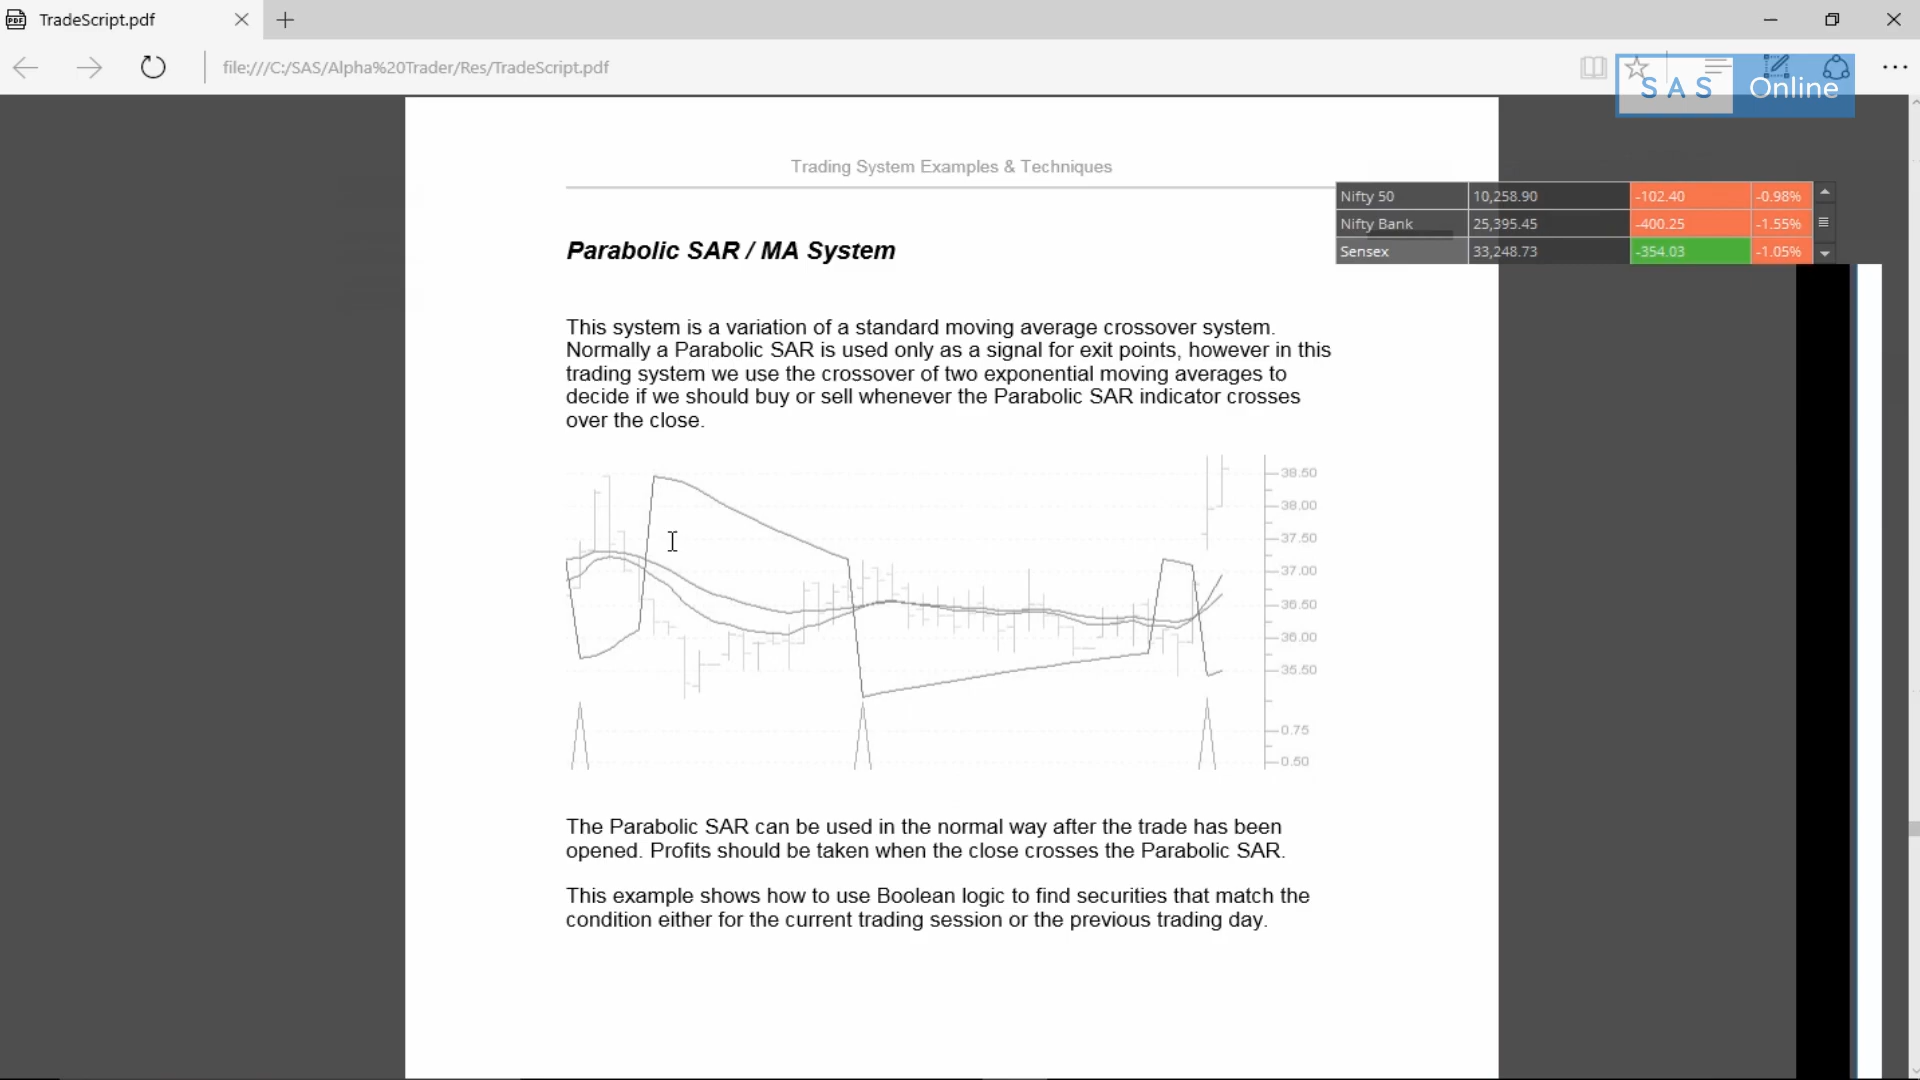 TradeScript.pdf
file:///C:/SAS/Alpha%20Trader/Res/TradeScript.pdf
SAS Online
Trading System Examples & Techniques
Nifty 50 10,258.90 -102.40 -0.98%
Nifty Bank 25,395.45 -400.25 -1.55%
Sensex 33,248.73 -354.03 -1.05%
Parabolic SAR / MA System
This system is a variation of a standard moving average crossover system.
Normally a Parabolic SAR is used only as a signal for exit points, however in this
trading system we use the crossover of two exponential moving averages to
decide if we should buy or sell whenever the Parabolic SAR indicator crosses
over the close.
38.50
38.00
37.50
37.00
36.50
36.00
35.50
0.75
0.50
The Parabolic SAR can be used in the normal way after the trade has been
opened. Profits should be taken when the close crosses the Parabolic SAR.
This example shows how to use Boolean logic to find securities that match the
condition either for the current trading session or the previous trading day.